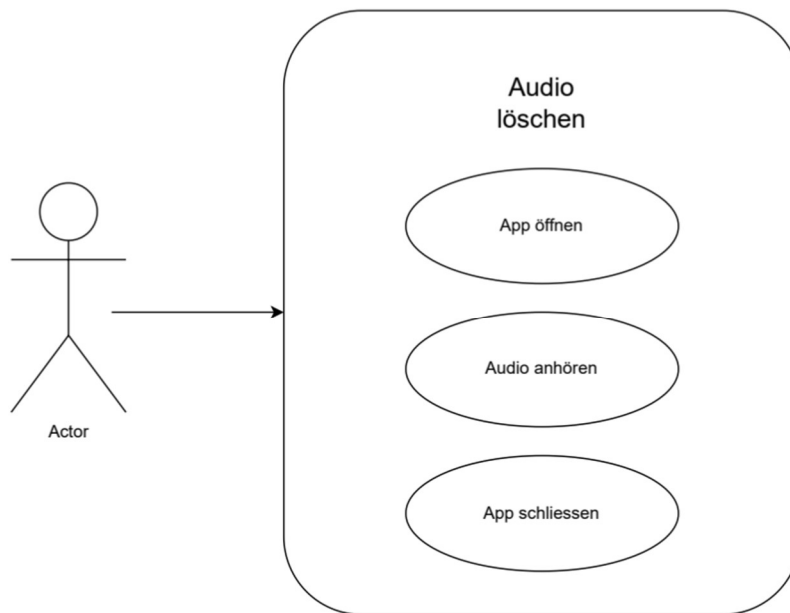 Audio
löschen
App öffnen
Audio anhören
App schliessen
Actor